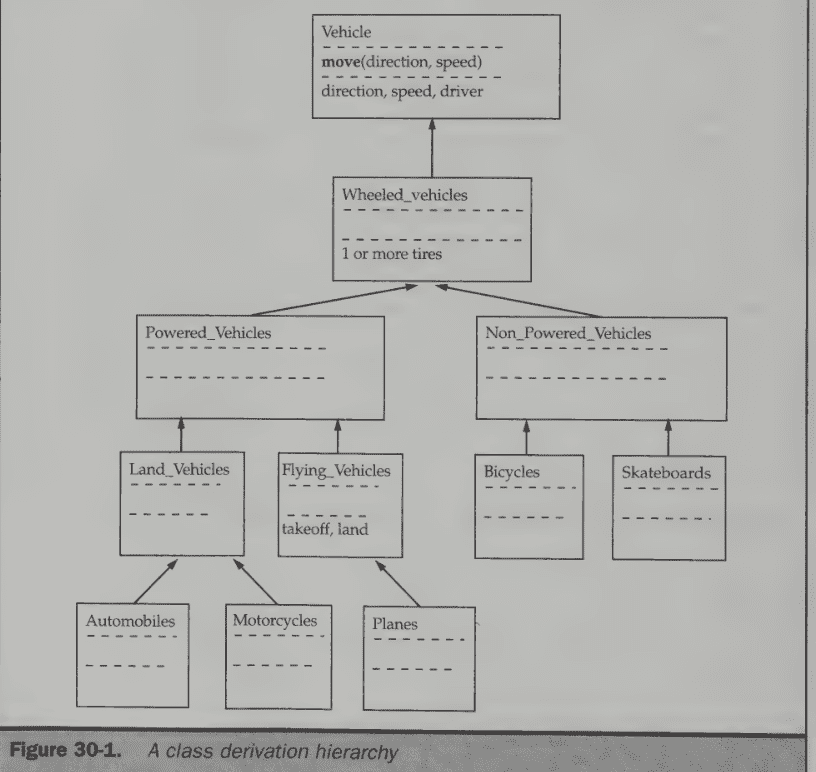 Vehicle
move(direction, speed)
direction, speed, driver
Wheeled_vehicles
1 or more tires
Powered_Vehicles
Non_Powered_Vehicles
Land_Vehicles
Flying_Vehicles
takeoff, land
Bicycles
Skateboards
Automobiles
Motorcycles
Planes
Figure 30-1. A class derivation hierarchy